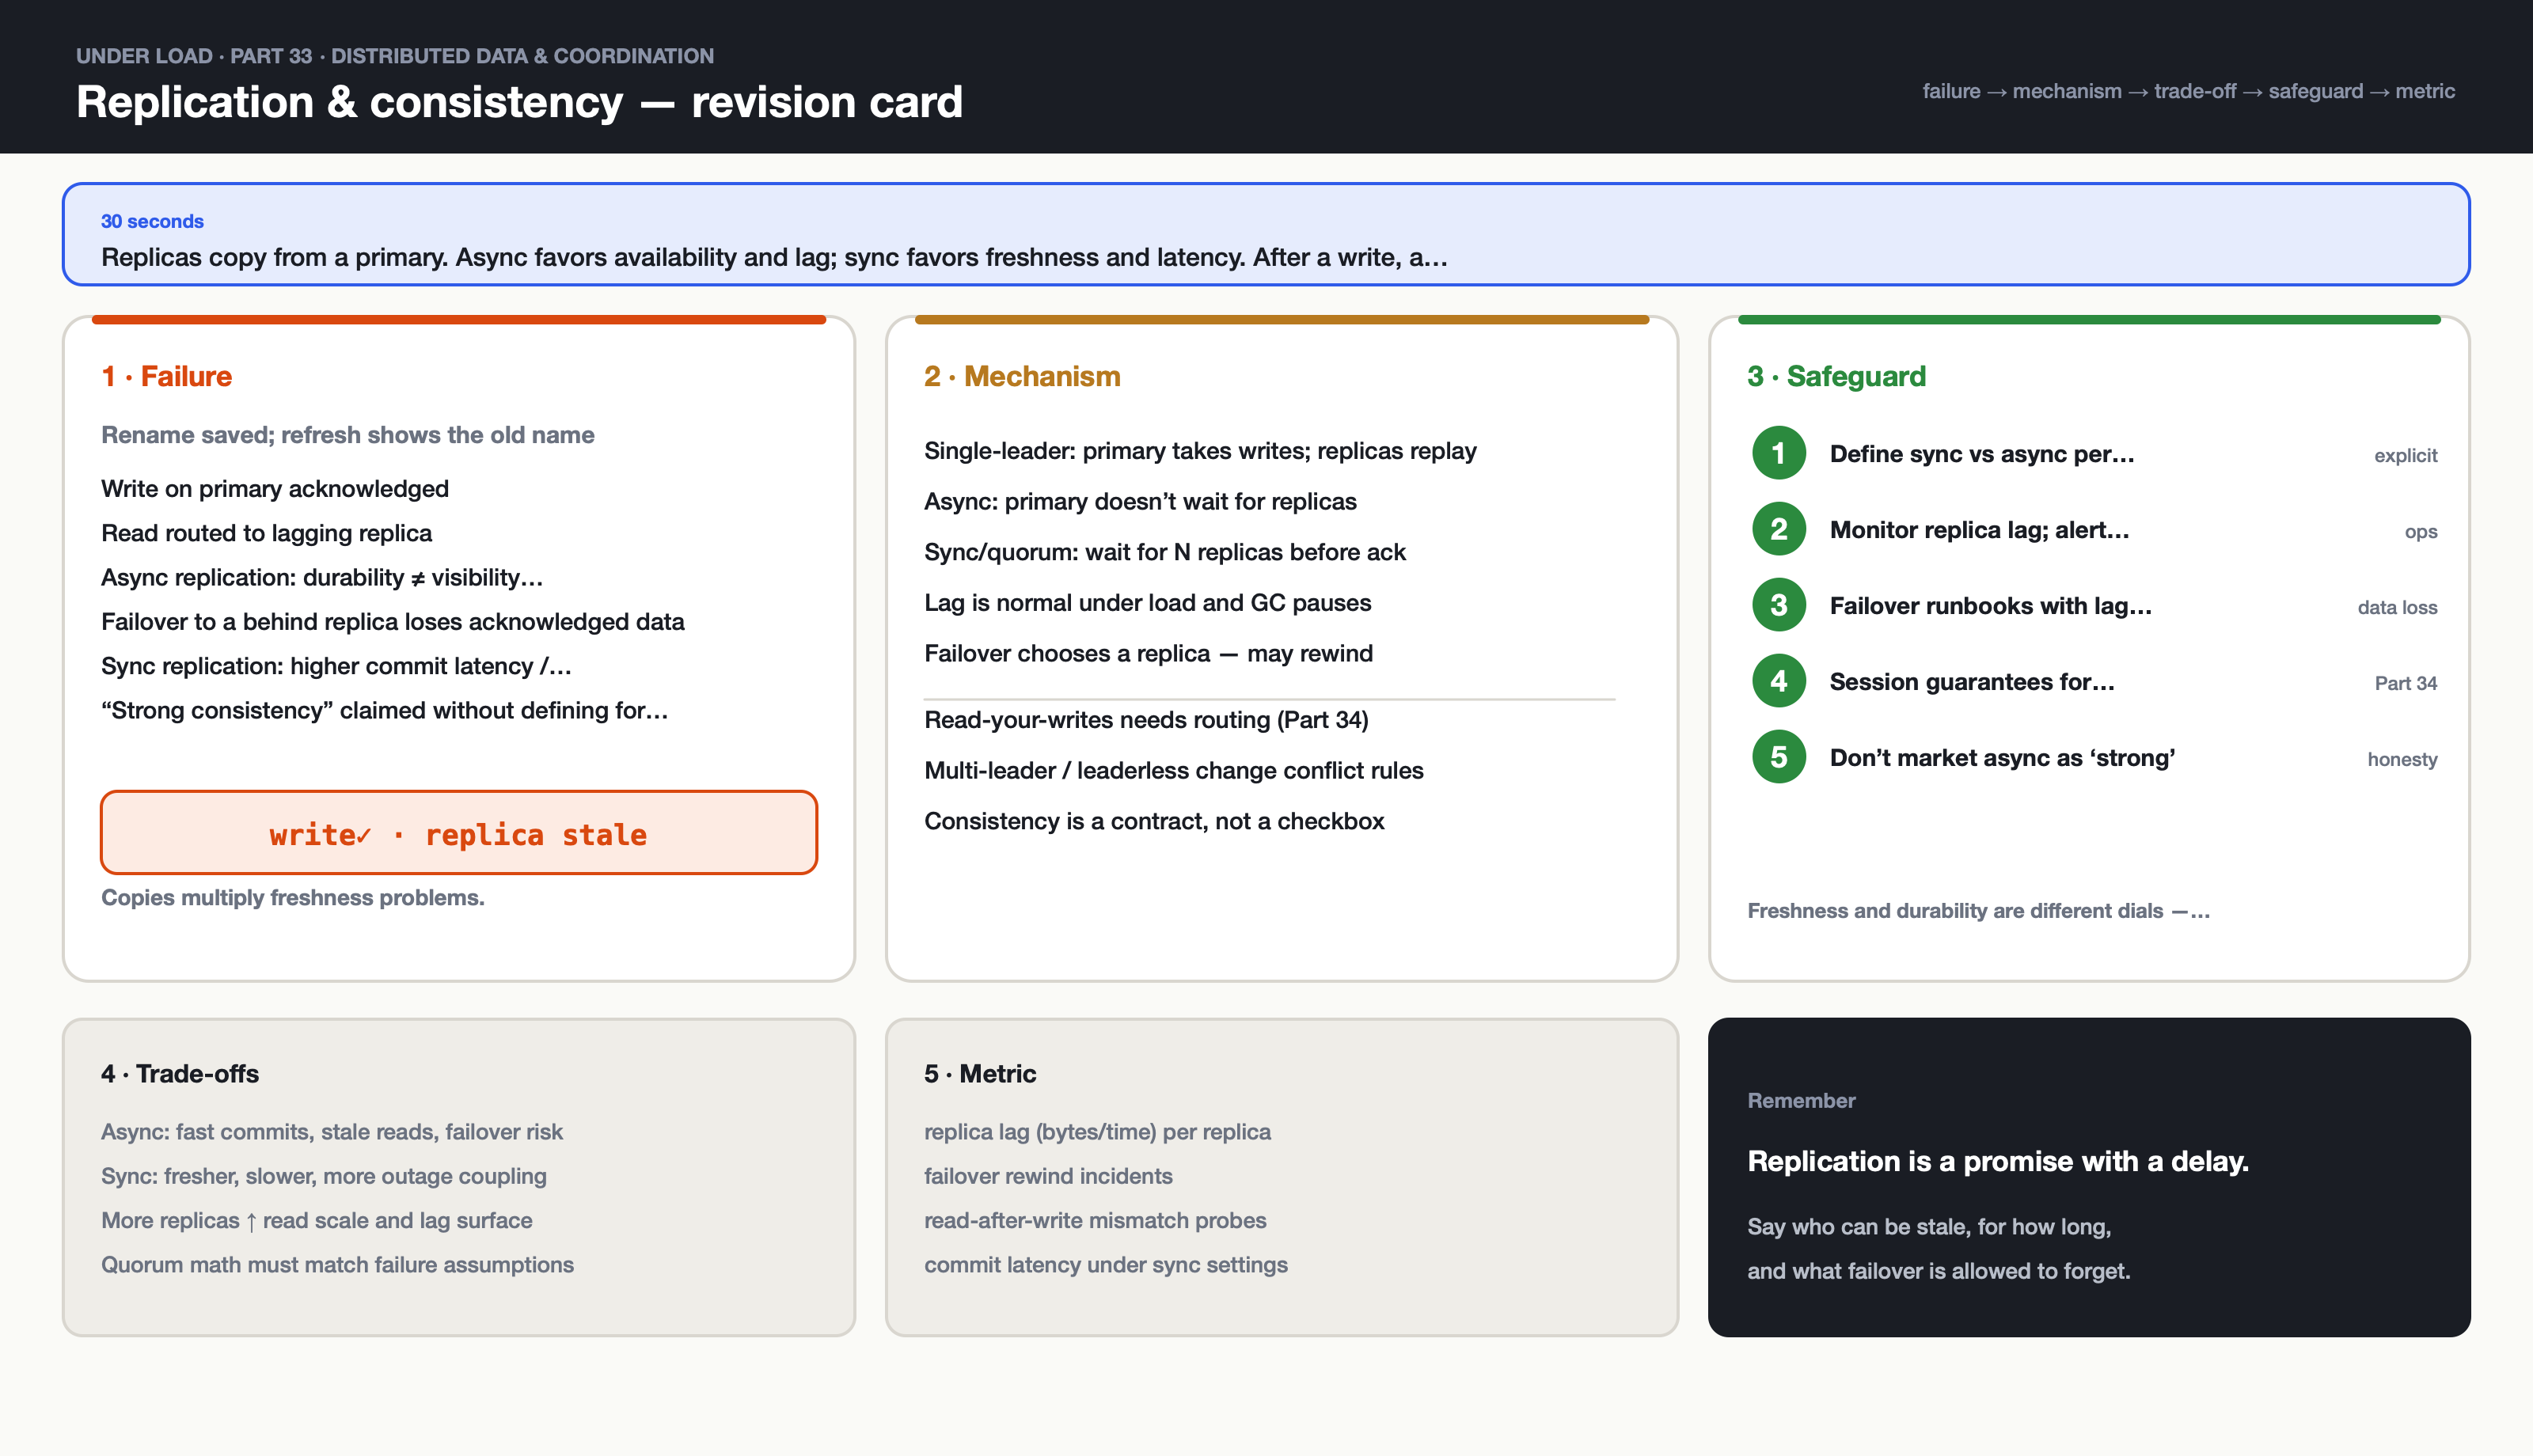 UNDER LOAD · PART 33 · DISTRIBUTED DATA & COORDINATION
Replication & consistency — revision card
failure → mechanism → trade-off → safeguard → metric
30 seconds
Replicas copy from a primary. Async favors availability and lag; sync favors freshness and latency. After a write, a…
1 · Failure
Rename saved; refresh shows the old name
Write on primary acknowledged
Read routed to lagging replica
Async replication: durability ≠ visibility…
Failover to a behind replica loses acknowledged data
Sync replication: higher commit latency /…
“Strong consistency” claimed without defining for…
write✓ · replica stale
Copies multiply freshness problems.
2 · Mechanism
Single-leader: primary takes writes; replicas replay
Async: primary doesn’t wait for replicas
Sync/quorum: wait for N replicas before ack
Lag is normal under load and GC pauses
Failover chooses a replica — may rewind
Read-your-writes needs routing (Part 34)
Multi-leader / leaderless change conflict rules
Consistency is a contract, not a checkbox
3 · Safeguard
1 Define sync vs async per… explicit
2 Monitor replica lag; alert… ops
3 Failover runbooks with lag… data loss
4 Session guarantees for… Part 34
5 Don’t market async as ‘strong’ honesty
Freshness and durability are different dials —…
4 · Trade-offs
Async: fast commits, stale reads, failover risk
Sync: fresher, slower, more outage coupling
More replicas ↑ read scale and lag surface
Quorum math must match failure assumptions
5 · Metric
replica lag (bytes/time) per replica
failover rewind incidents
read-after-write mismatch probes
commit latency under sync settings
Remember
Replication is a promise with a delay.
Say who can be stale, for how long,
and what failover is allowed to forget.